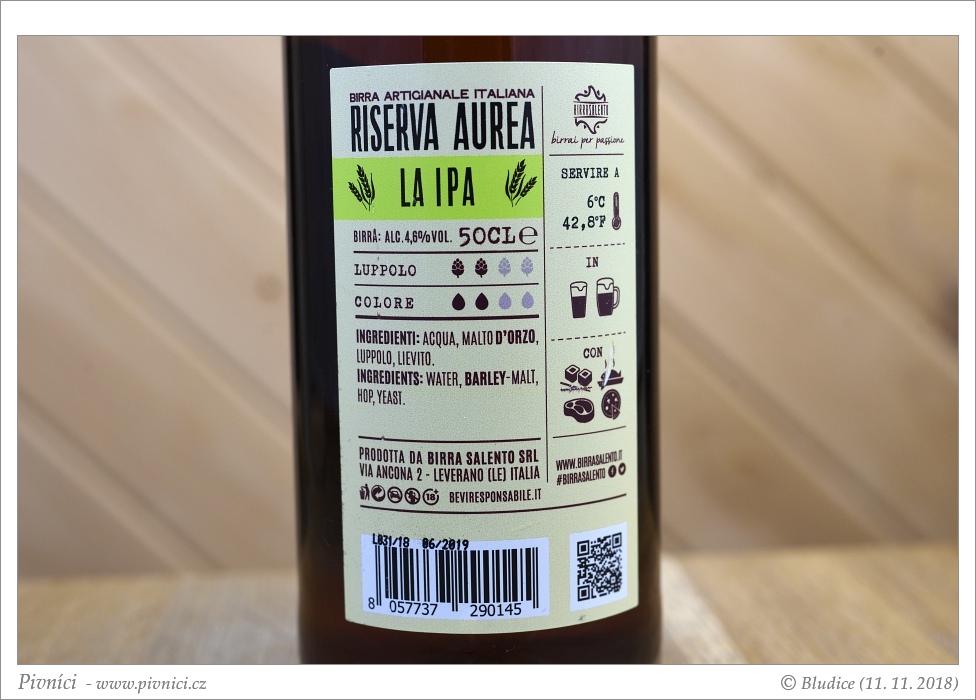 BIRRA ARTIGIANALE ITALIANA
RISERVA AUREA
LA IPA
BIRRA: ALC. 4,6%VOL. 50CL e
LUPPOLO
COLORE
INGREDIENTI: ACQUA, MALTO D'ORZO,
LUPPOLO, LIEVITO.
INGREDIENTS: WATER, BARLEY-MALT,
HOP, YEAST.
PRODOTTA DA BIRRA SALENTO SRL
VIA ANCONA 2 - LEVERANO (LE) ITALIA
18+ BEVIRESPONSABILE.IT
L031/18 06/2019
8 057737 290145
BIRRASALENTO
birrai per passione
SERVIRE A
6°C
42,8°F
IN
CON
WWW.BIRRASALENTO.IT
#BIRRASALENTO
Pivníci - www.pivnici.cz
© Bludice (11. 11. 2018)